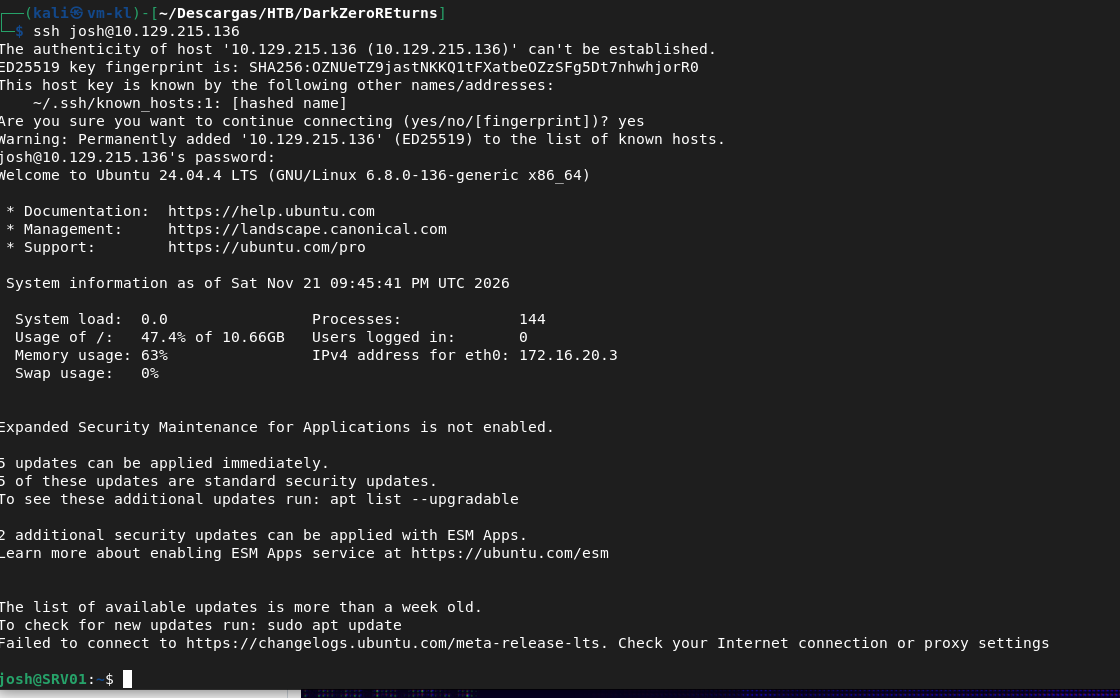 ┌──(kali㉿vm-kl)-[~/Descargas/HTB/DarkZeroREturns]
└─$ ssh josh@10.129.215.136
The authenticity of host '10.129.215.136 (10.129.215.136)' can't be established.
ED25519 key fingerprint is: SHA256:OZNUeTZ9jastNKKQ1tFXatbeOZzSFg5Dt7nhwhjorR0
This host key is known by the following other names/addresses:
    ~/.ssh/known_hosts:1: [hashed name]
Are you sure you want to continue connecting (yes/no/[fingerprint])? yes
Warning: Permanently added '10.129.215.136' (ED25519) to the list of known hosts.
josh@10.129.215.136's password:
Welcome to Ubuntu 24.04.4 LTS (GNU/Linux 6.8.0-136-generic x86_64)

 * Documentation:  https://help.ubuntu.com
 * Management:     https://landscape.canonical.com
 * Support:        https://ubuntu.com/pro

 System information as of Sat Nov 21 09:45:41 PM UTC 2026

  System load:  0.0                Processes:             144
  Usage of /:   47.4% of 10.66GB   Users logged in:       0
  Memory usage: 63%                IPv4 address for eth0: 172.16.20.3
  Swap usage:   0%


Expanded Security Maintenance for Applications is not enabled.

5 updates can be applied immediately.
5 of these updates are standard security updates.
To see these additional updates run: apt list --upgradable

2 additional security updates can be applied with ESM Apps.
Learn more about enabling ESM Apps service at https://ubuntu.com/esm


The list of available updates is more than a week old.
To check for new updates run: sudo apt update
Failed to connect to https://changelogs.ubuntu.com/meta-release-lts. Check your Internet connection or proxy settings

josh@SRV01:~$